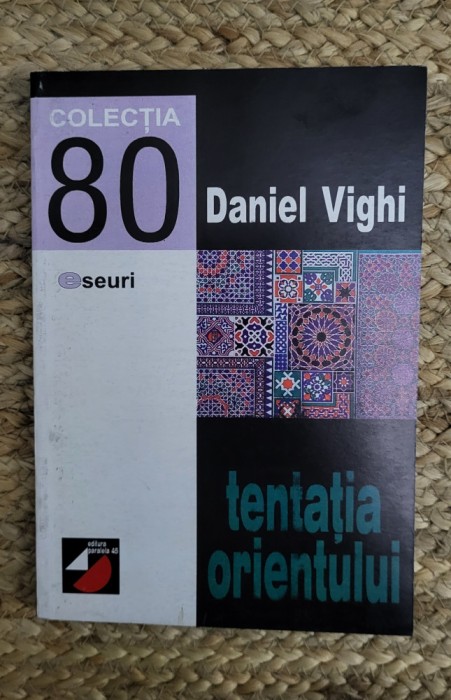 COLECȚIA
80
Daniel Vighi
eseuri
tentația
orientului
editura
paralela 45